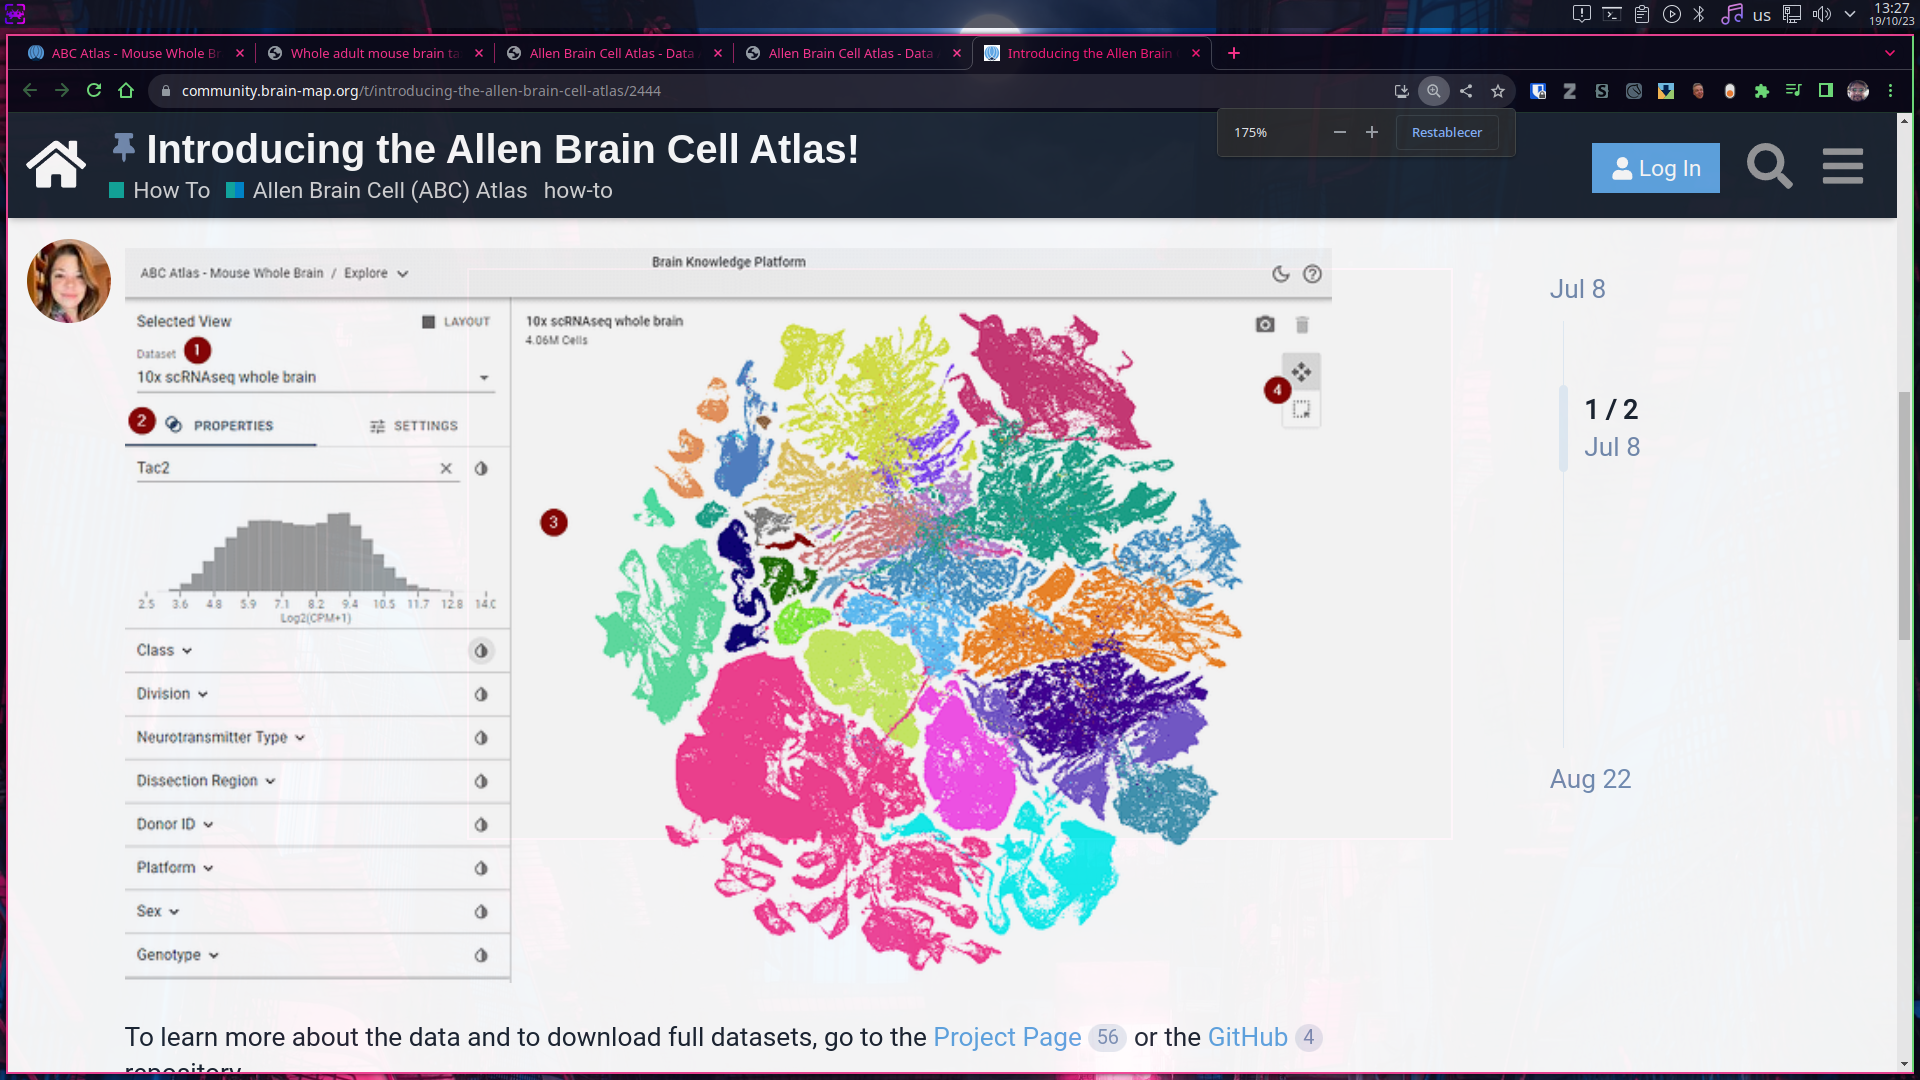 us
13:27
19/10/23
ABC Atlas - Mouse Whole Br
Whole adult mouse brain ta
Allen Brain Cell Atlas - Data
Allen Brain Cell Atlas - Data
Introducing the Allen Brain
community.brain-map.org/t/introducing-the-allen-brain-cell-atlas/2444
175%
Restablecer
Introducing the Allen Brain Cell Atlas!
How To Allen Brain Cell (ABC) Atlas how-to
Log In
Brain Knowledge Platform
ABC Atlas - Mouse Whole Brain / Explore
Selected View
LAYOUT
Dataset 1
10x scRNAseq whole brain
2 PROPERTIES
SETTINGS
Tac2
2.5 3.6 4.8 5.9 7.1 8.2 9.4 10.5 11.7 12.8 14.0
Log2(CPM+1)
Class
Division
Neurotransmitter Type
Dissection Region
Donor ID
Platform
Sex
Genotype
10x scRNAseq whole brain
4.06M Cells
3
4
Jul 8
1 / 2
Jul 8
Aug 22
To learn more about the data and to download full datasets, go to the Project Page 56 or the GitHub 4
repository